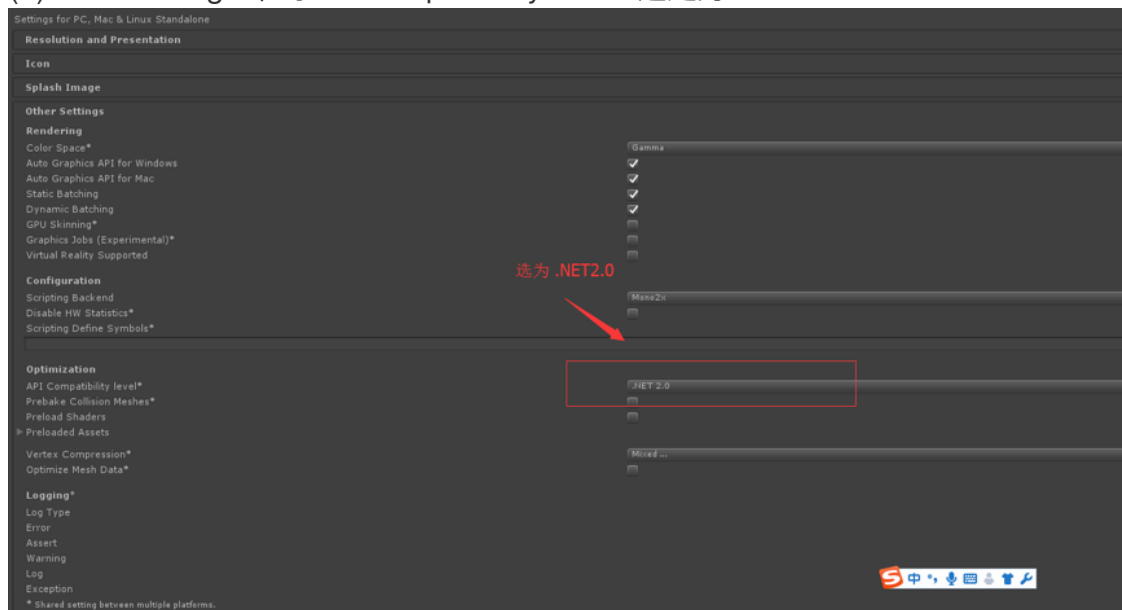 Settings for PC, Mac & Linux Standalone
Resolution and Presentation
Icon
Splash Image
Other Settings
Rendering
Color Space* Gamma
Auto Graphics API for Windows
Auto Graphics API for Mac
Static Batching
Dynamic Batching
GPU Skinning*
Graphics Jobs (Experimental)*
Virtual Reality Supported
选为 .NET2.0
Configuration
Scripting Backend Mono2x
Disable HW Statistics*
Scripting Define Symbols*
Optimization
API Compatibility level* .NET 2.0
Prebake Collision Meshes*
Preload Shaders
Preloaded Assets
Vertex Compression* Mixed ...
Optimize Mesh Data*
Logging*
Log Type
Error
Assert
Warning
Log
中
Exception
* Shared setting between multiple platforms.